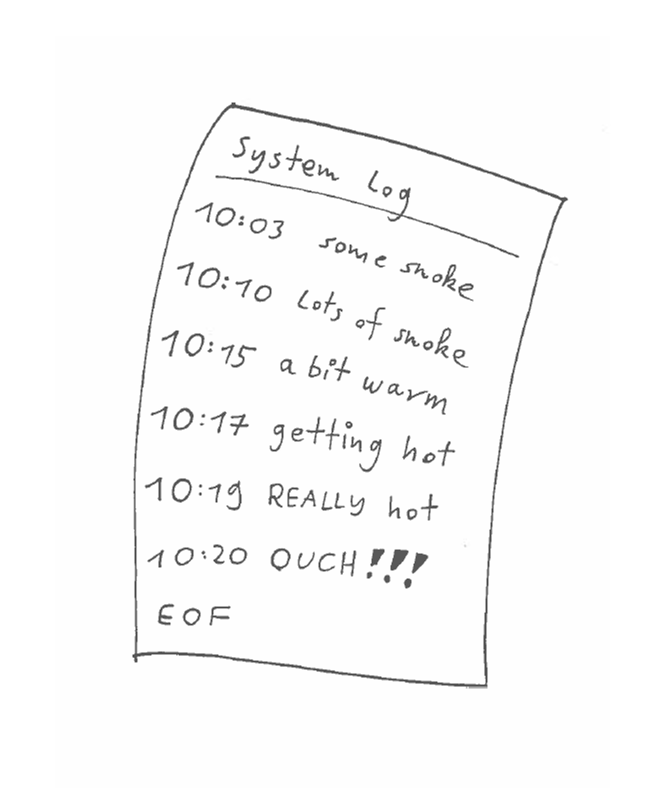 System Log
10:03 some smoke
10:10 Lots of smoke
10:15 a bit warm
10:17 getting hot
10:19 REALLY hot
10:20 OUCH!!!
EOF